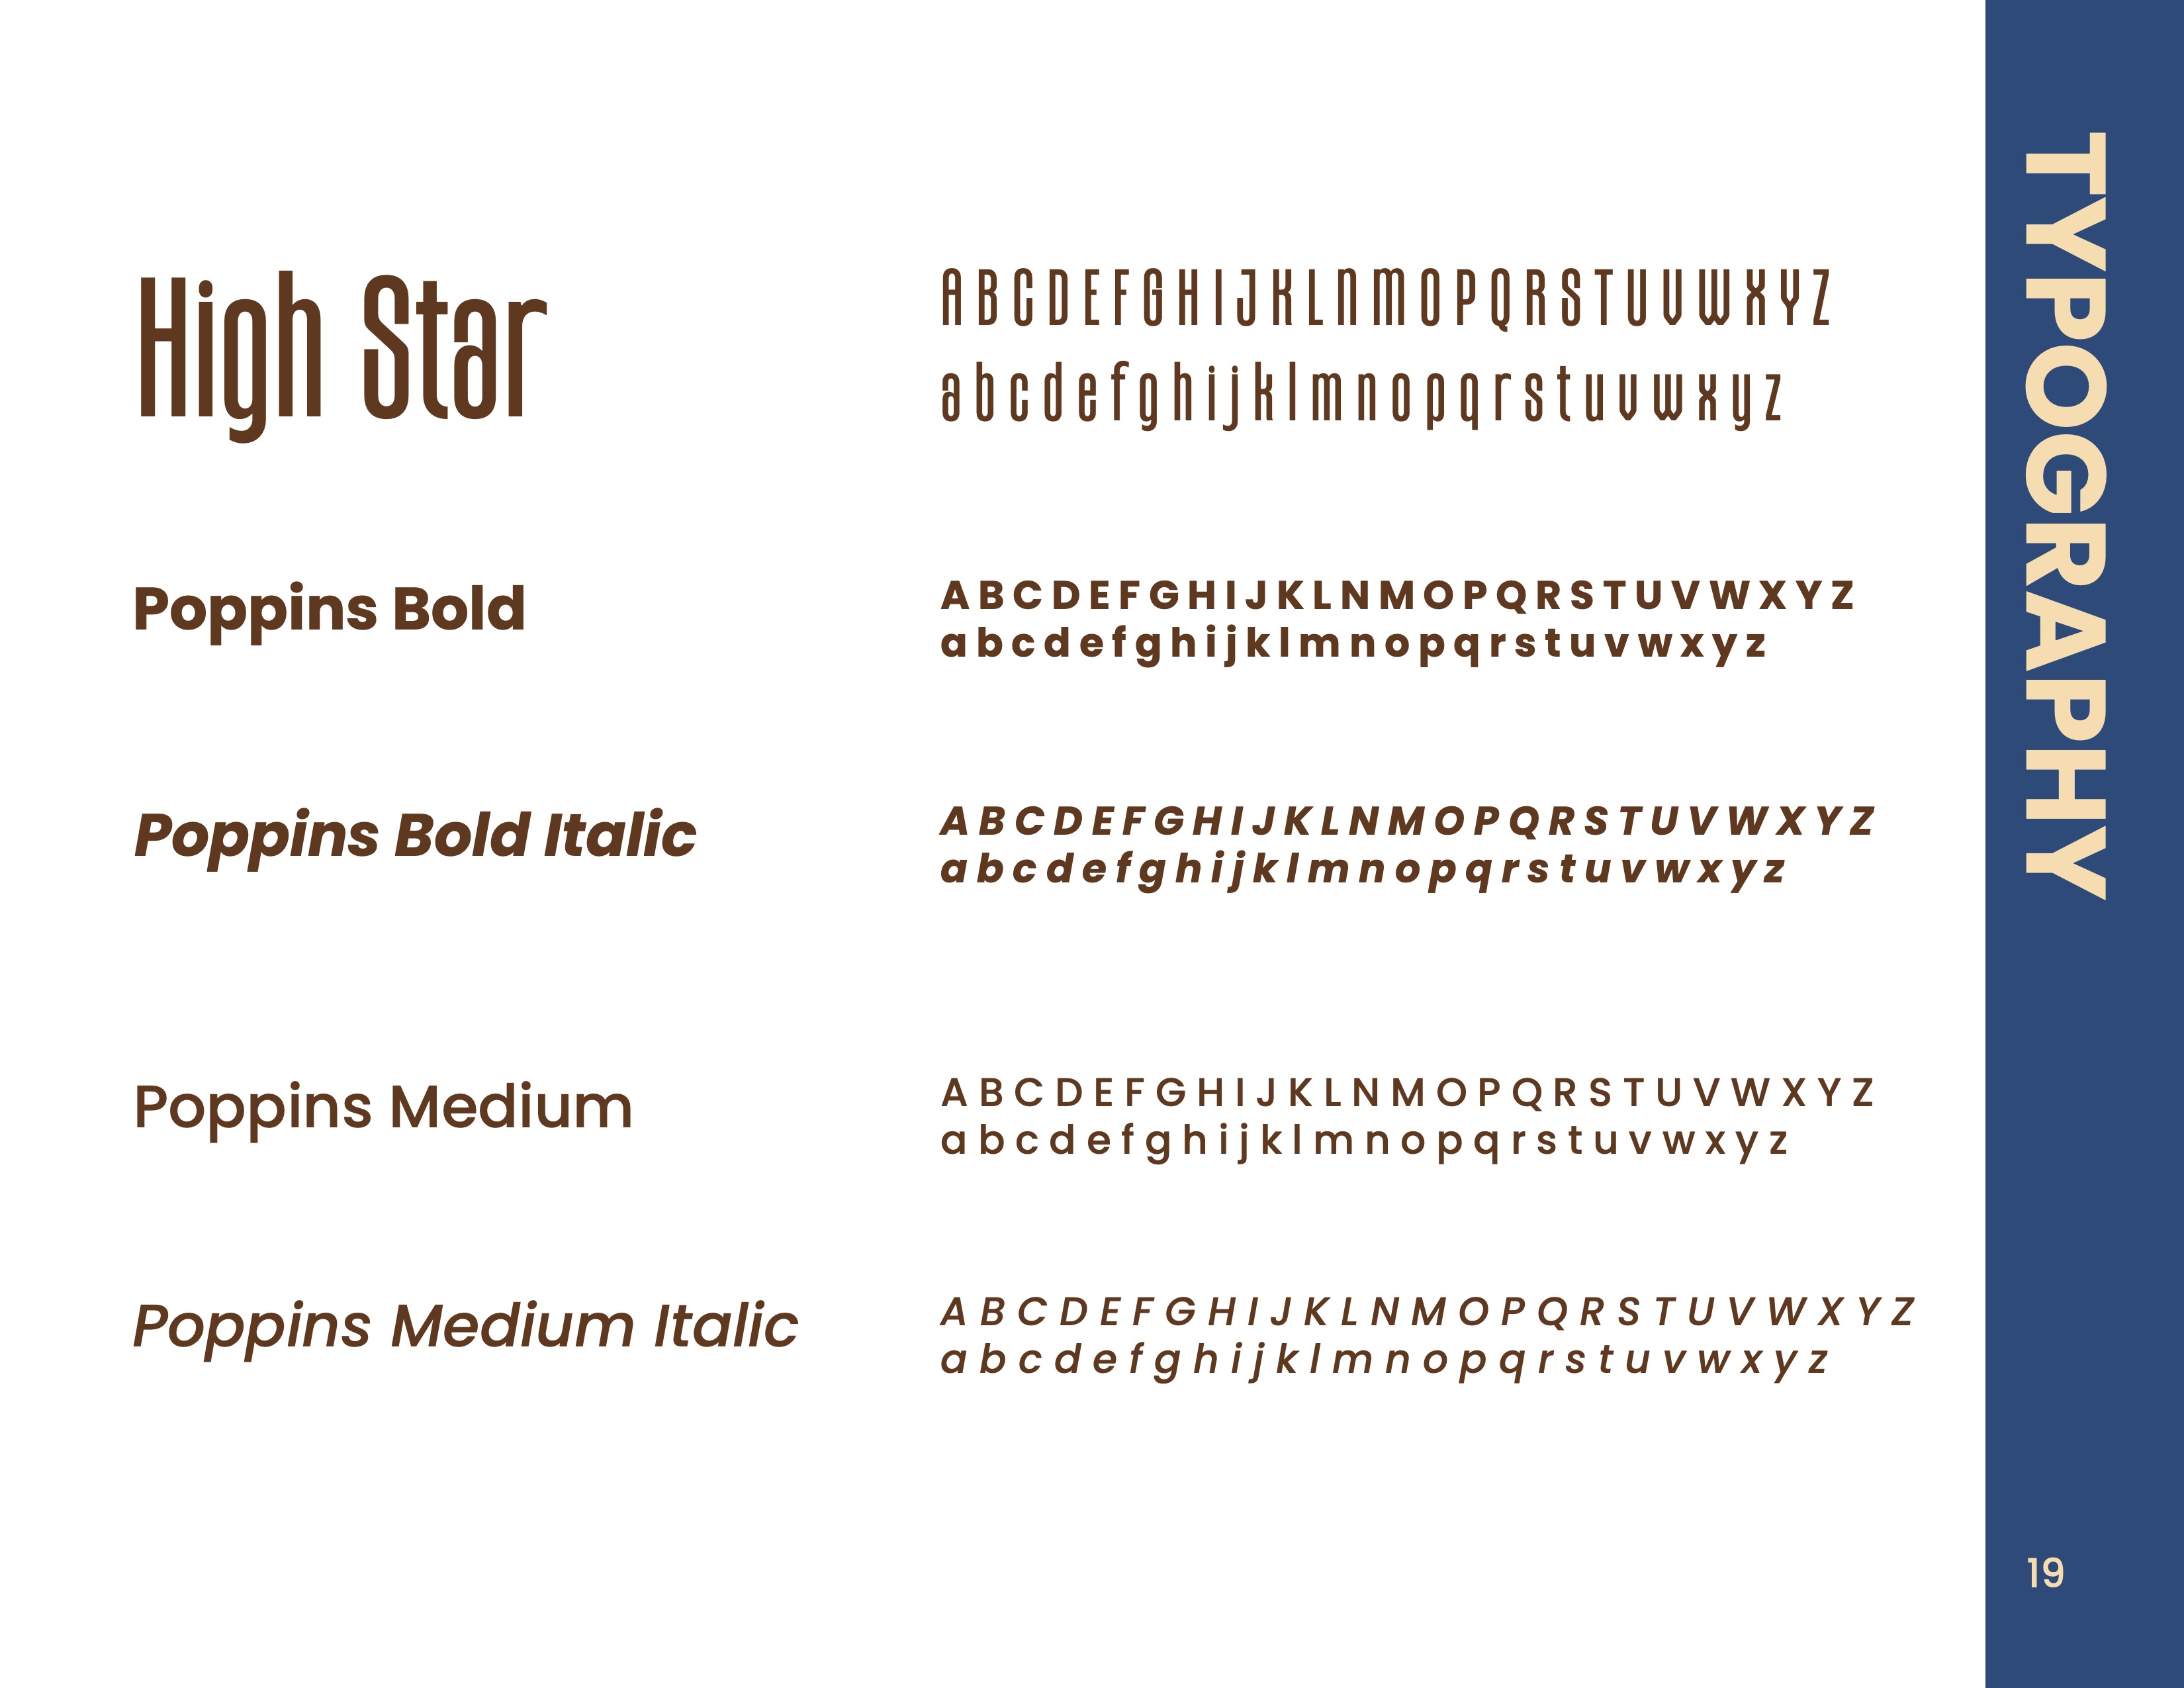 High Star
A B C D E F G H I J K L N M O P Q R S T U V W X Y Z
a b c d e f g h i j k l m n o p q r s t u v w x y z
Poppins Bold
A B C D E F G H I J K L N M O P Q R S T U V W X Y Z
a b c d e f g h i j k l m n o p q r s t u v w x y z
Poppins Bold Italic
A B C D E F G H I J K L N M O P Q R S T U V W X Y Z
a b c d e f g h i j k l m n o p q r s t u v w x y z
Poppins Medium
A B C D E F G H I J K L N M O P Q R S T U V W X Y Z
a b c d e f g h i j k l m n o p q r s t u v w x y z
Poppins Medium Italic
A B C D E F G H I J K L N M O P Q R S T U V W X Y Z
a b c d e f g h i j k l m n o p q r s t u v w x y z
TYPOGRAPHY
19